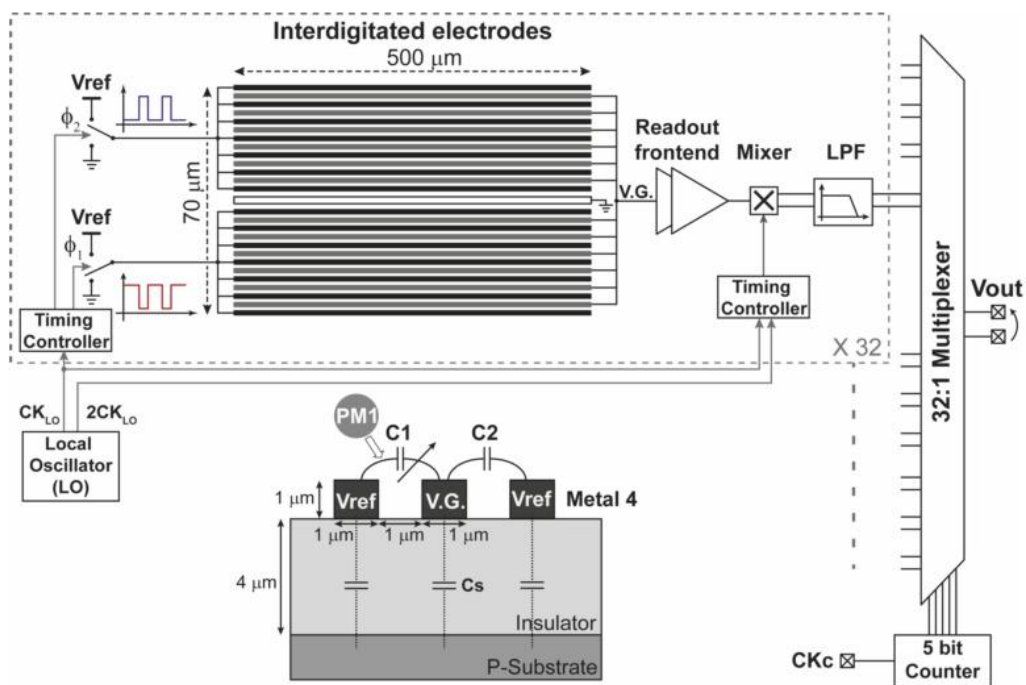 Interdigitated electrodes
500 μm
Vref
ϕ2
70 μm
Vref
ϕ1
Timing
Controller
Readout
frontend
V.G.
Mixer
LPF
Timing
Controller
X 32
32:1 Multiplexer
Vout
CKLO
2CKLO
Local
Oscillator
(LO)
PM1
C1
C2
1 μm
Vref
V.G.
Vref
Metal 4
1 μm
1 μm
1 μm
4 μm
Cs
Insulator
P-Substrate
CKc
5 bit
Counter